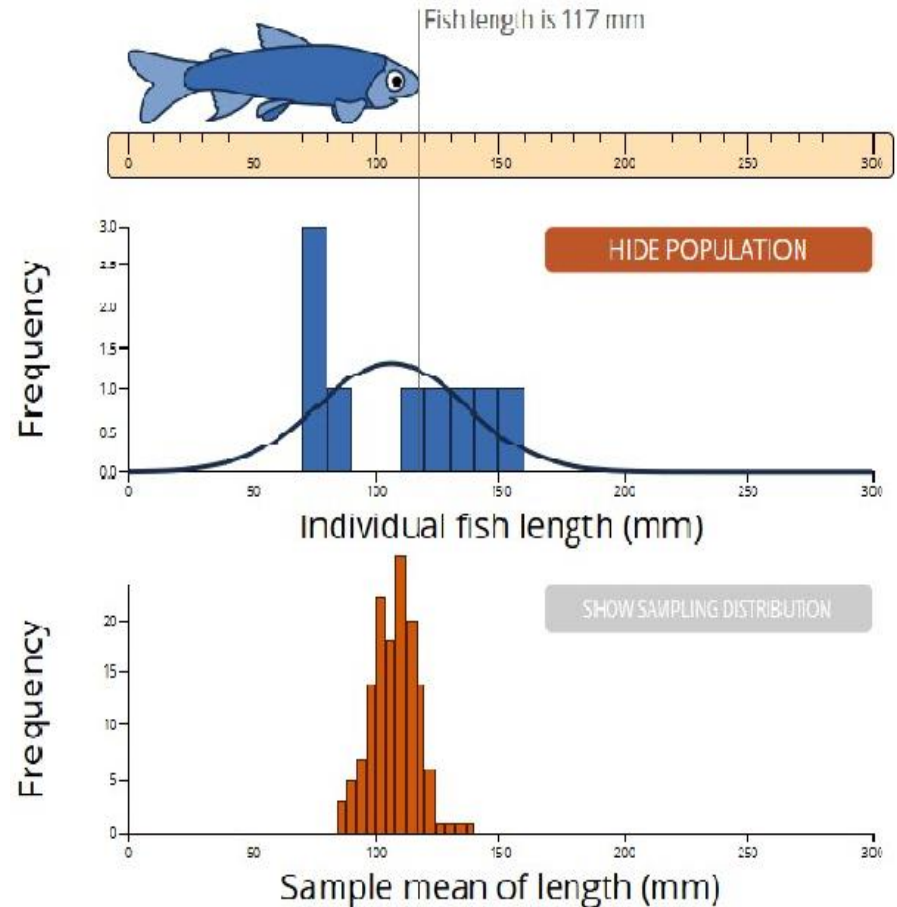 Fish length is 117 mm
0 50 100 150 200 250 300
Frequency
3.0
2.5
2.0
1.5
1.0
0.5
0.0
HIDE POPULATION
0 50 100 150 200 250 300
Individual fish length (mm)
Frequency
20
15
10
5
0
SHOW SAMPLING DISTRIBUTION
0 50 100 150 200 250 300
Sample mean of length (mm)